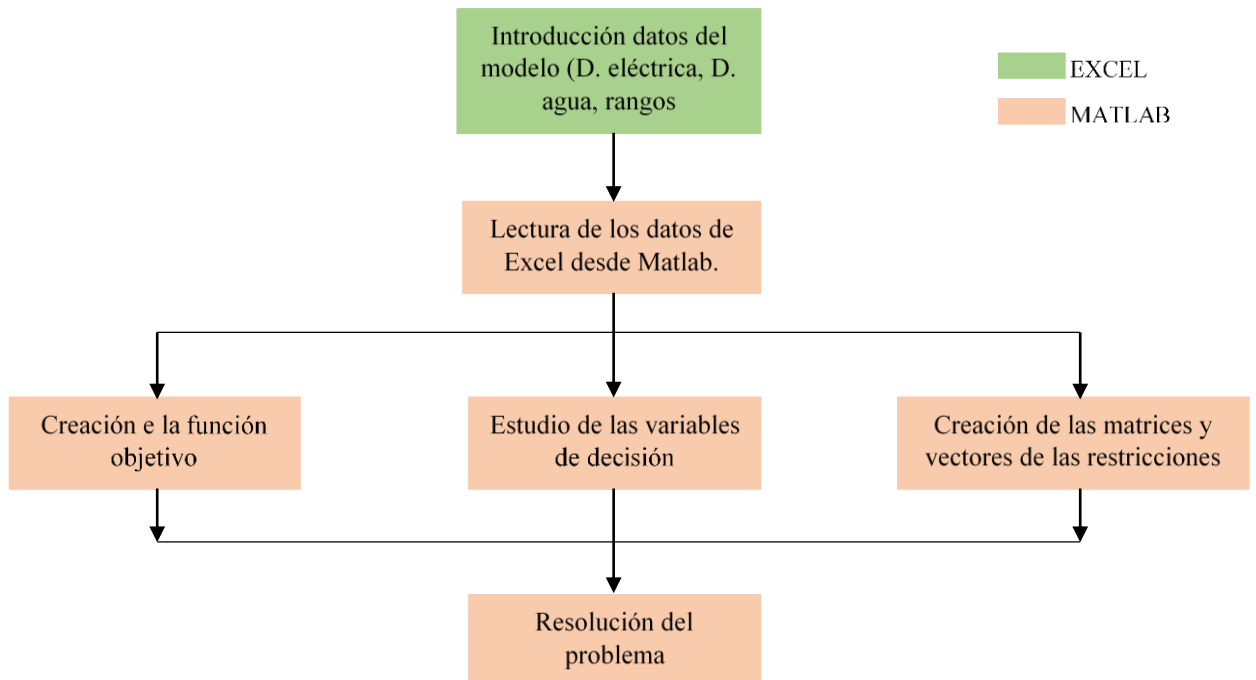 Introducción datos del
modelo (D. eléctrica, D.
agua, rangos
EXCEL
MATLAB
Lectura de los datos de
Excel desde Matlab.
Creación e la función
objetivo
Estudio de las variables
de decisión
Creación de las matrices y
vectores de las restricciones
Resolución del
problema